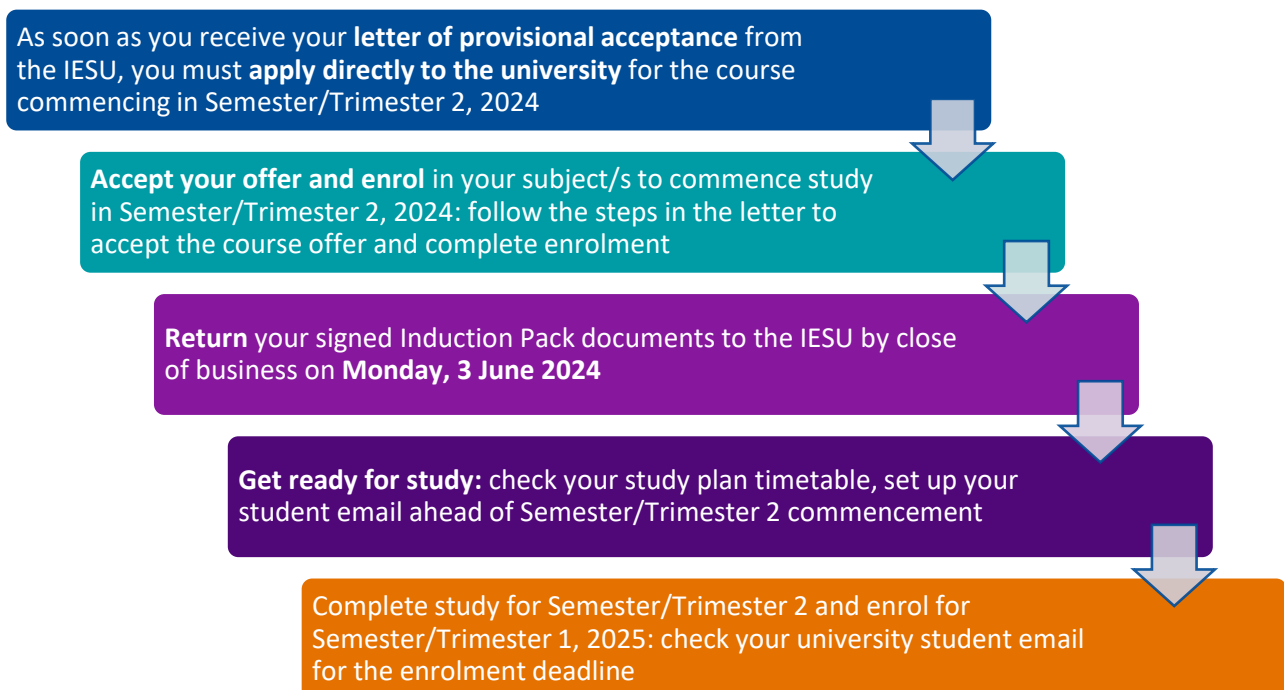 As soon as you receive your letter of provisional acceptance from
the IESU, you must apply directly to the university for the course
commencing in Semester/Trimester 2, 2024
Accept your offer and enrol in your subject/s to commence study
in Semester/Trimester 2, 2024: follow the steps in the letter to
accept the course offer and complete enrolment
Return your signed Induction Pack documents to the IESU by close
of business on Monday, 3 June 2024
Get ready for study: check your study plan timetable, set up your
student email ahead of Semester/Trimester 2 commencement
Complete study for Semester/Trimester 2 and enrol for
Semester/Trimester 1, 2025: check your university student email
for the enrolment deadline